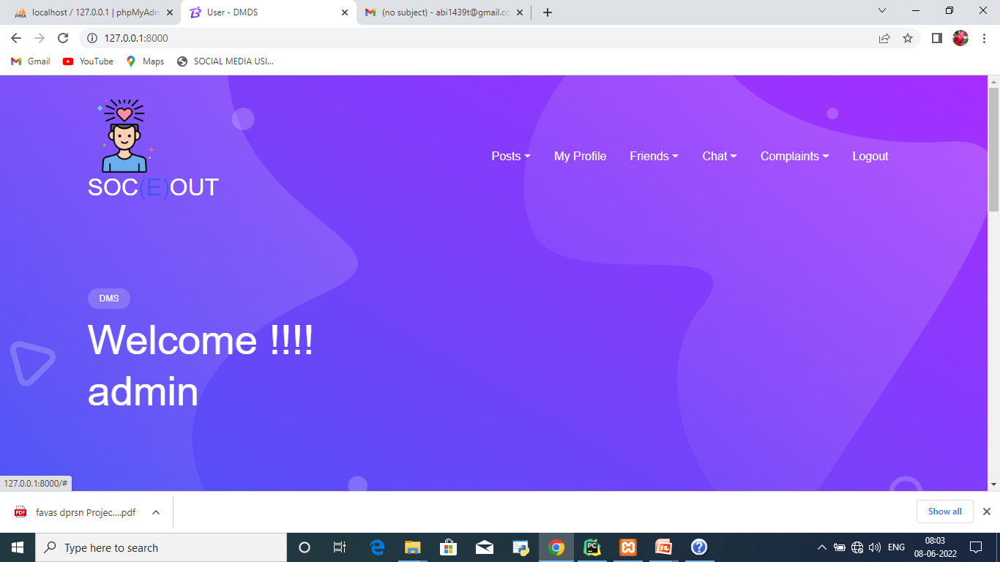 localhost / 127.0.0.1 | phpMyAdm
User - DMDS
(no subject) - abi1439t@gmail.co
127.0.0.1:8000
Gmail
YouTube
Maps
SOCIAL MEDIA USI...
SOC(E)OUT
Posts
My Profile
Friends
Chat
Complaints
Logout
DMS
Welcome !!!!
admin
127.0.0.1:8000/#
PDF
favas dprsn Projec....pdf
Show all
Type here to search
PC
ENG
08:03
08-06-2022